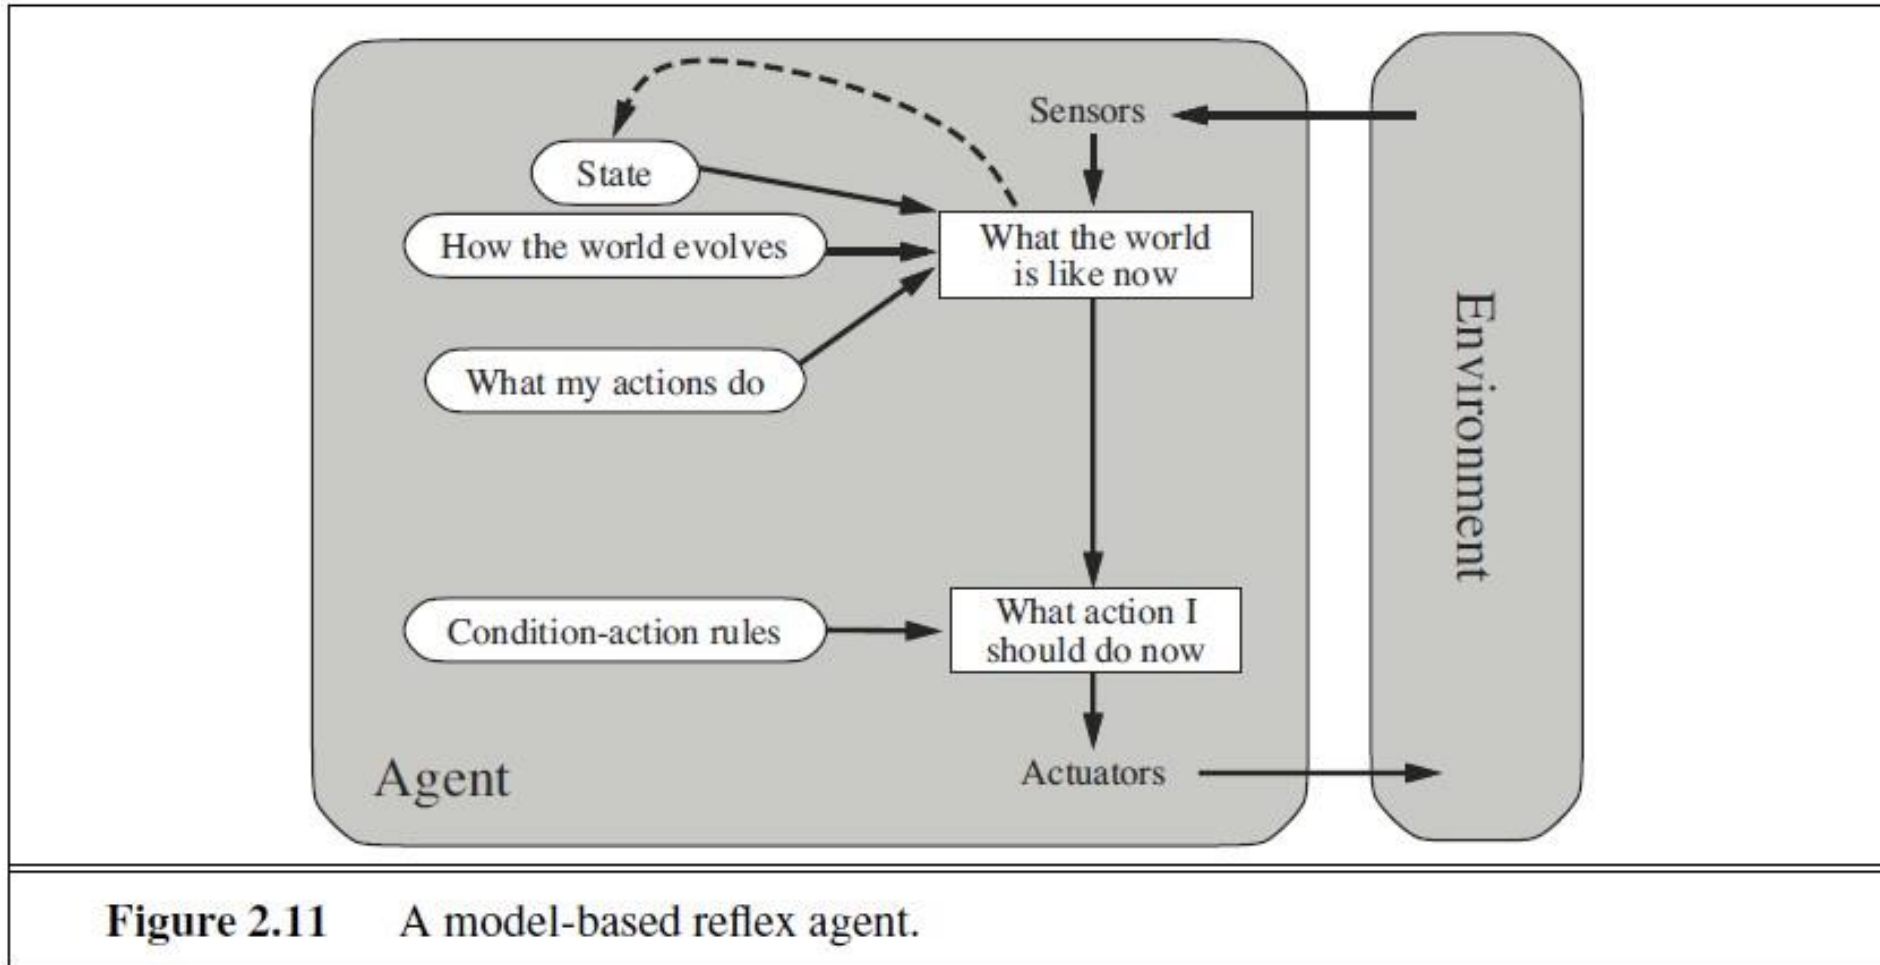 Sensors
State
How the world evolves
What the world
is like now
What my actions do
Environment
Condition-action rules
What action I
should do now
Agent
Actuators
Figure 2.11 A model-based reflex agent.